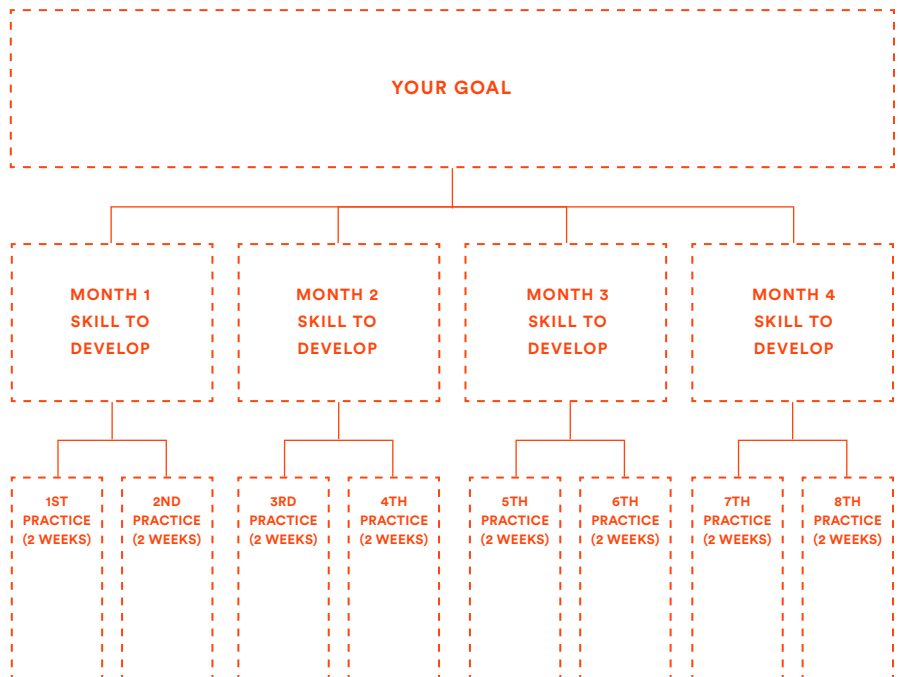 YOUR GOAL
MONTH 1
SKILL TO
DEVELOP
MONTH 2
SKILL TO
DEVELOP
MONTH 3
SKILL TO
DEVELOP
MONTH 4
SKILL TO
DEVELOP
1ST
PRACTICE
(2 WEEKS)
2ND
PRACTICE
(2 WEEKS)
3RD
PRACTICE
(2 WEEKS)
4TH
PRACTICE
(2 WEEKS)
5TH
PRACTICE
(2 WEEKS)
6TH
PRACTICE
(2 WEEKS)
7TH
PRACTICE
(2 WEEKS)
8TH
PRACTICE
(2 WEEKS)